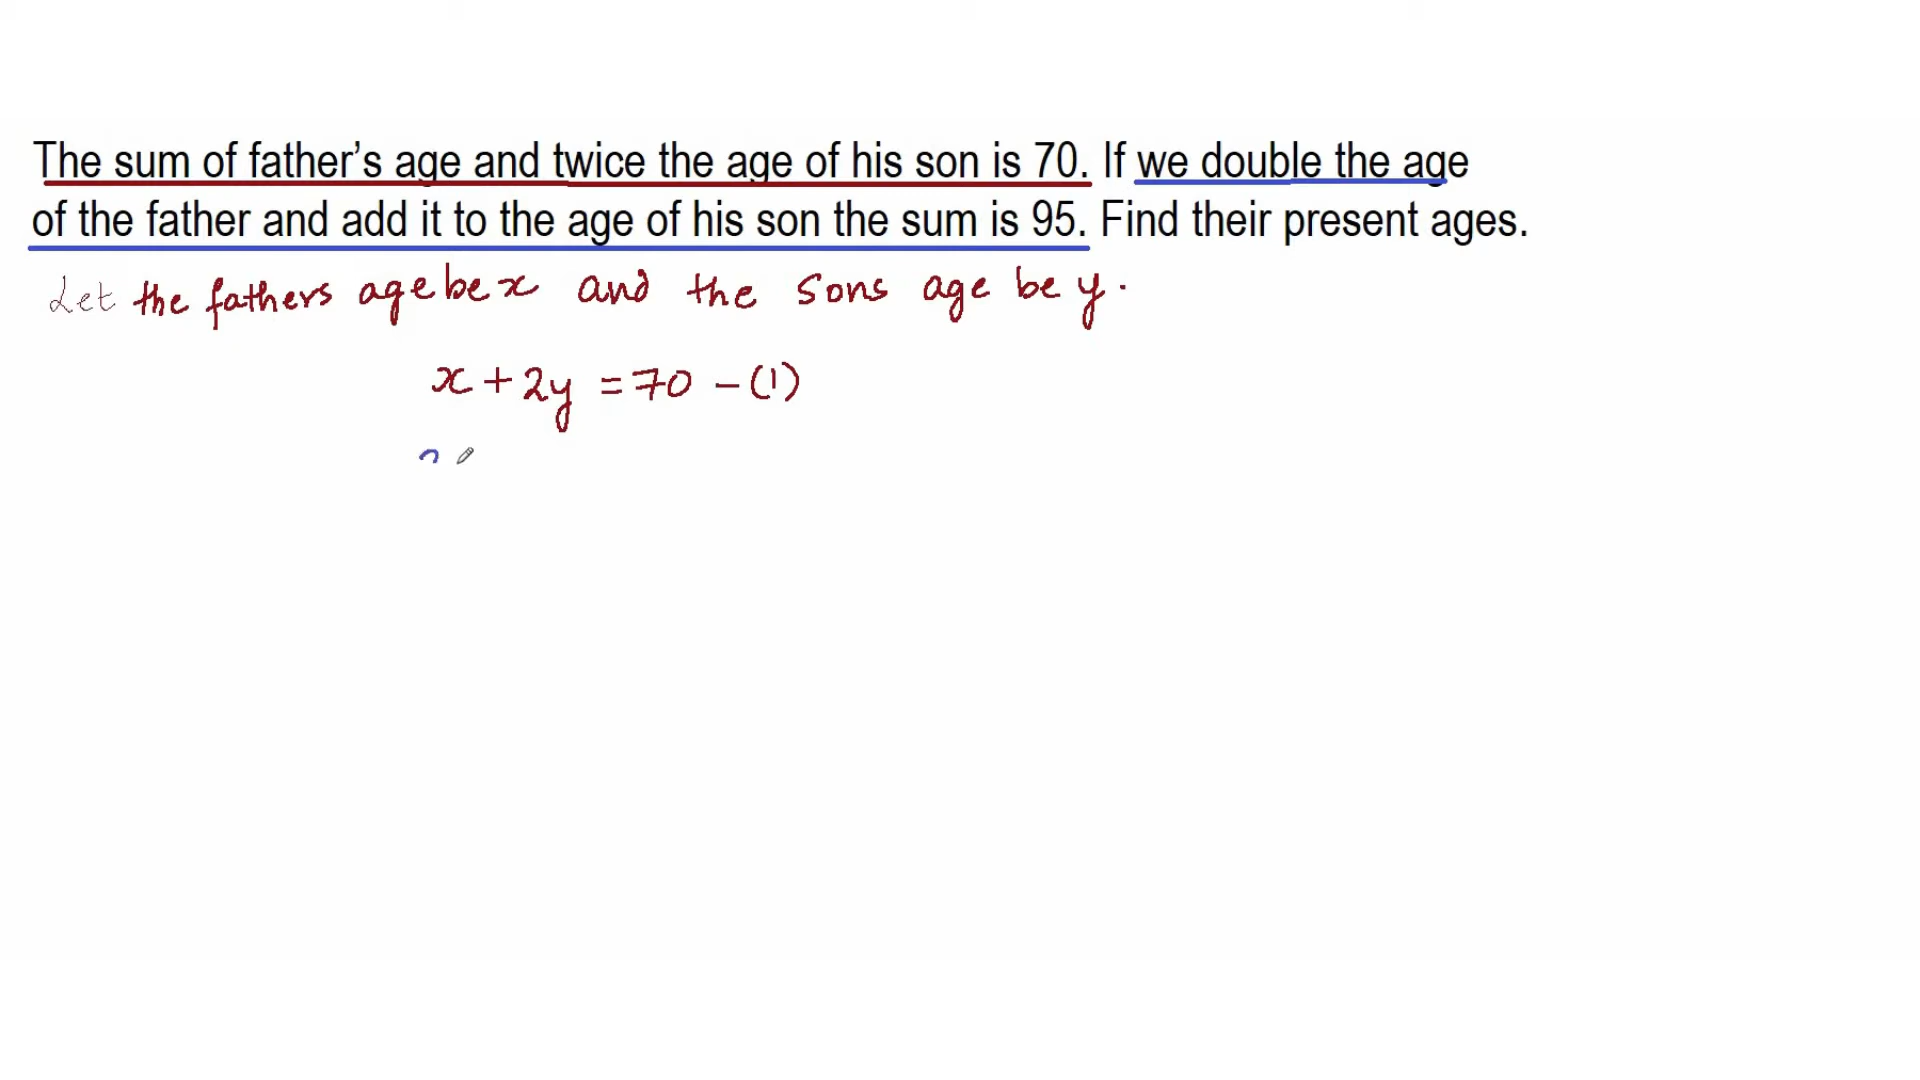 The sum of father's age and twice the age of his son is 70. If we double the age
of the father and add it to the age of his son the sum is 95. Find their present ages.
Let the fathers age be x and the sons age be y.
x + 2y = 70 - (1)